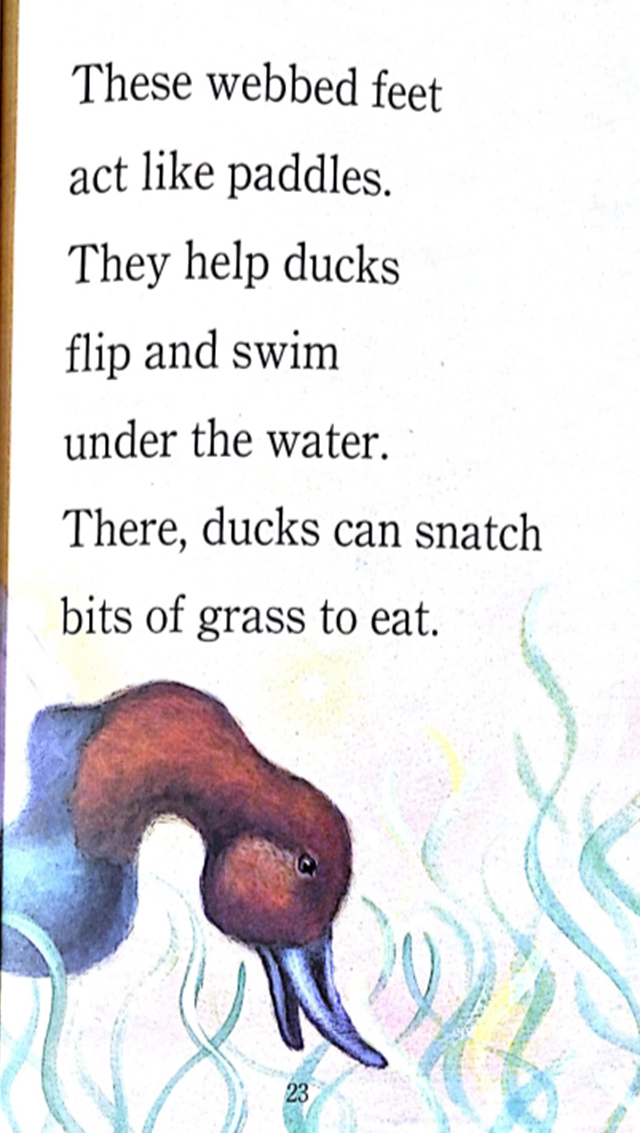 These webbed feet
act like paddles.
They help ducks
flip and swim
under the water.
There, ducks can snatch
bits of grass to eat.
23